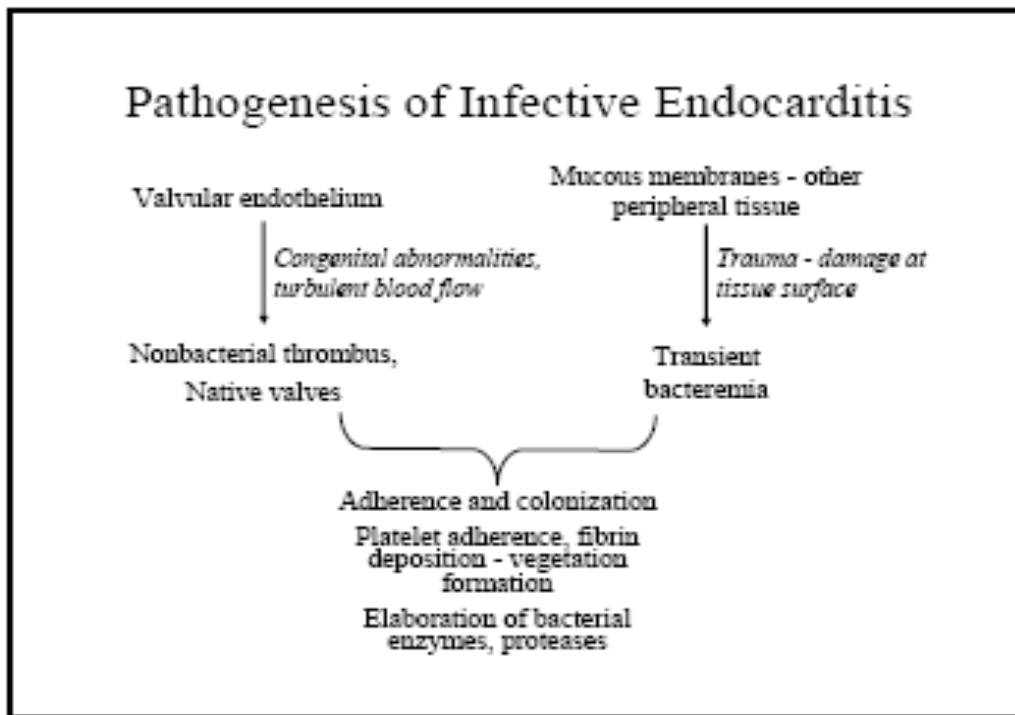 Pathogenesis of Infective Endocarditis
Valvular endothelium
Mucous membranes - other
peripheral tissue
Congenital abnormalities,
turbulent blood flow
Trauma - damage at
tissue surface
Nonbacterial thrombus,
Native valves
Transient
bacteremia
Adherence and colonization
Platelet adherence, fibrin
deposition - vegetation
formation
Elaboration of bacterial
enzymes, proteases